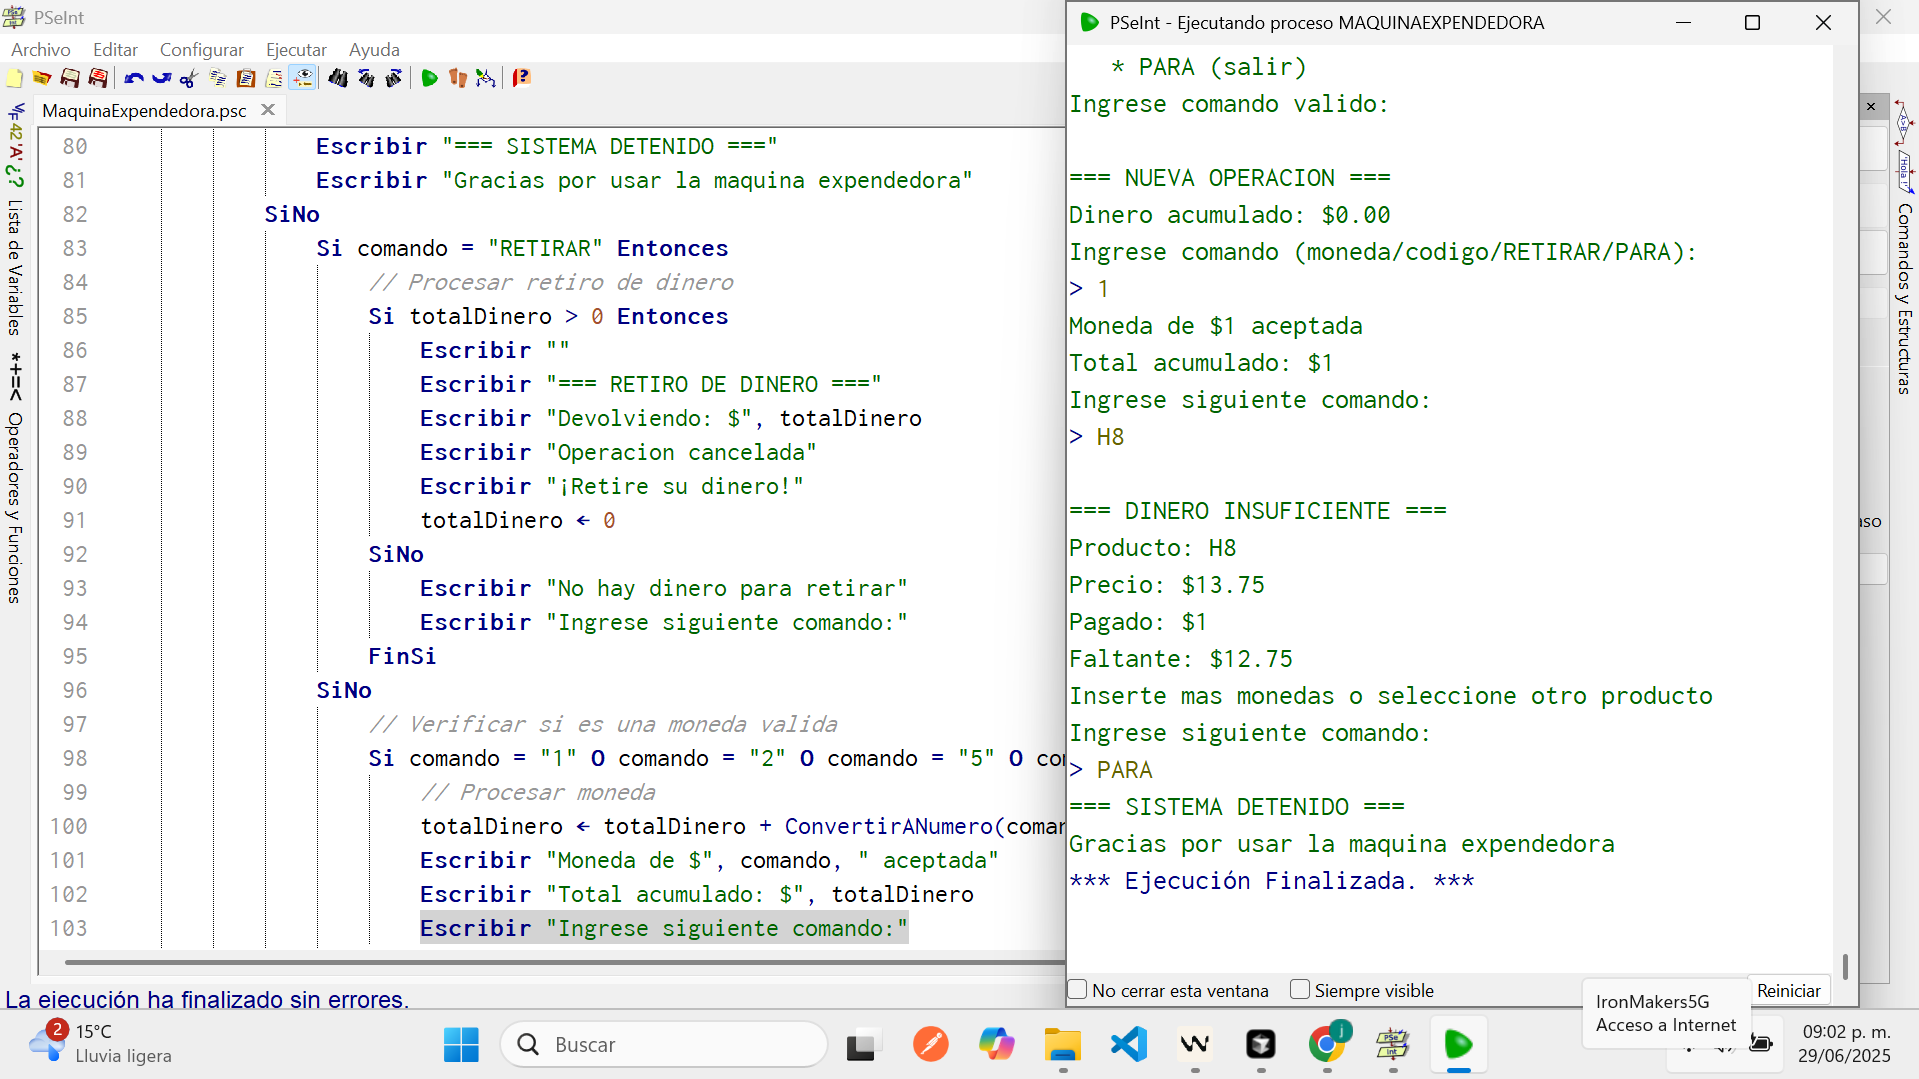 PSeInt
Archivo Editar Configurar Ejecutar Ayuda
MaquinaExpendedora.psc
Lista de Variables
Operadores y Funciones
80 Escribir "=== SISTEMA DETENIDO ==="
81 Escribir "Gracias por usar la maquina expendedora"
82 SiNo
83 Si comando = "RETIRAR" Entonces
84 // Procesar retiro de dinero
85 Si totalDinero > 0 Entonces
86 Escribir ""
87 Escribir "=== RETIRO DE DINERO ==="
88 Escribir "Devolviendo: $", totalDinero
89 Escribir "Operacion cancelada"
90 Escribir "¡Retire su dinero!"
91 totalDinero ← 0
92 SiNo
93 Escribir "No hay dinero para retirar"
94 Escribir "Ingrese siguiente comando:"
95 FinSi
96 SiNo
97 // Verificar si es una moneda valida
98 Si comando = "1" O comando = "2" O comando = "5" O co
99 // Procesar moneda
100 totalDinero ← totalDinero + ConvertirANumero(coman
101 Escribir "Moneda de $", comando, " aceptada"
102 Escribir "Total acumulado: $", totalDinero
103 Escribir "Ingrese siguiente comando:"
La ejecución ha finalizado sin errores.
PSeInt - Ejecutando proceso MAQUINAEXPENDEDORA
* PARA (salir)
Ingrese comando valido:
=== NUEVA OPERACION ===
Dinero acumulado: $0.00
Ingrese comando (moneda/codigo/RETIRAR/PARA):
> 1
Moneda de $1 aceptada
Total acumulado: $1
Ingrese siguiente comando:
> H8
=== DINERO INSUFICIENTE ===
Producto: H8
Precio: $13.75
Pagado: $1
Faltante: $12.75
Inserte mas monedas o seleccione otro producto
Ingrese siguiente comando:
> PARA
=== SISTEMA DETENIDO ===
Gracias por usar la maquina expendedora
*** Ejecución Finalizada. ***
No cerrar esta ventana Siempre visible Reiniciar
Comandos y Estructuras
aso
IronMakers5G
Acceso a Internet
2
15°C
Lluvia ligera
Buscar
09:02 p. m.
29/06/2025